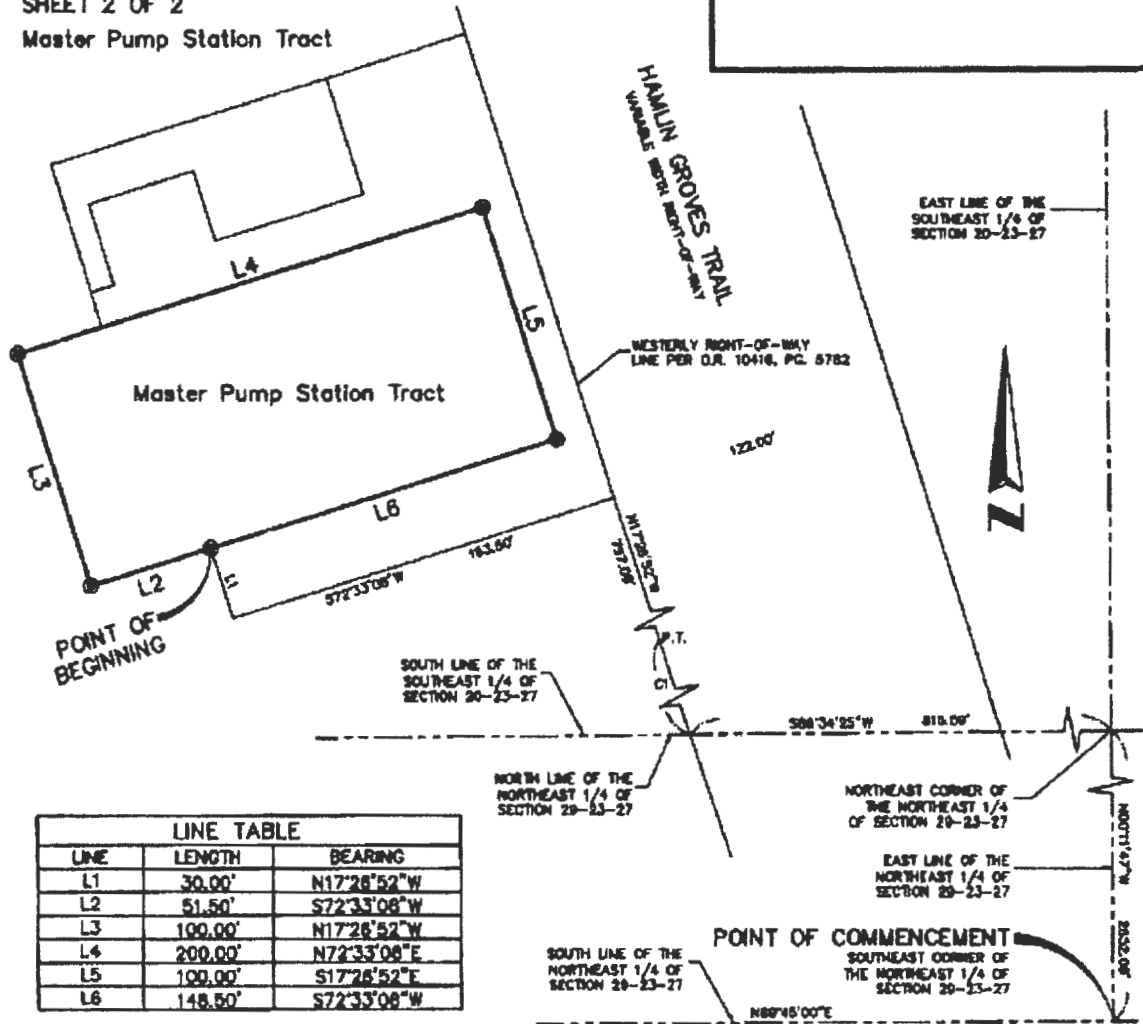 SHEET 2 OF 2
Master Pump Station Tract
HAMLIN GROVES TRAIL
VARIABLE WIDTH RIGHT-OF-WAY
EAST LINE OF THE
SOUTHEAST 1/4 OF
SECTION 20-23-27
L4
L5
WESTERLY RIGHT-OF-WAY
LINE PER O.R. 10416, PG. 5782
Master Pump Station Tract
122.00'
L3
L6
N17°26'52"W
193.50'
S72°33'08"W
L1
L2
POINT OF
BEGINNING
P.T.
C1
SOUTH LINE OF THE
SOUTHEAST 1/4 OF
SECTION 20-23-27
NORTH LINE OF THE
NORTHEAST 1/4 OF
SECTION 29-23-27
NORTHEAST CORNER OF
THE NORTHEAST 1/4
OF SECTION 29-23-27
EAST LINE OF THE
NORTHEAST 1/4 OF
SECTION 29-23-27
POINT OF COMMENCEMENT
SOUTHEAST CORNER OF
THE NORTHEAST 1/4 OF
SECTION 29-23-27
SOUTH LINE OF THE
NORTHEAST 1/4 OF
SECTION 29-23-27
N89°45'00"E
LINE TABLE
LINE LENGTH BEARING
L1 30.00' N17°26'52"W
L2 51.50' S72°33'08"W
L3 100.00' N17°26'52"W
L4 200.00' N72°33'08"E
L5 100.00' S17°26'52"E
L6 148.50' S72°33'08"W
N